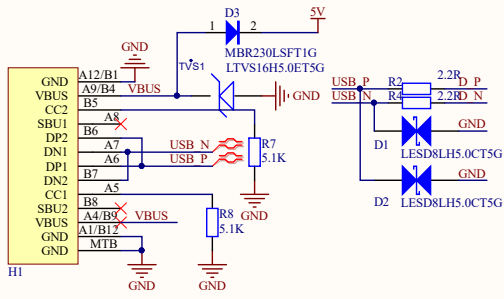 D3
1 2 5V
MBR230LSFT1G
GND
TVS1
LTVS16H5.0ET5G
GND A12/B1
VBUS A9/B4 VBUS
GND
CC2 B5
SBU1 A8
DP2 B6
DN1 A7 USB_N
DP1 A6 USB_P
DN2 B7
R7
5.1K
CC1 A5
SBU2 B8
VBUS A4/B9 VBUS
GND A1/B12
GND MTB
R8
5.1K
GND
H1
GND
GND
USB_P R2 2.2R D_P
USB_N R4 2.2R D_N
GND
D1 LESD8LH5.0CT5G
GND
D2 LESD8LH5.0CT5G